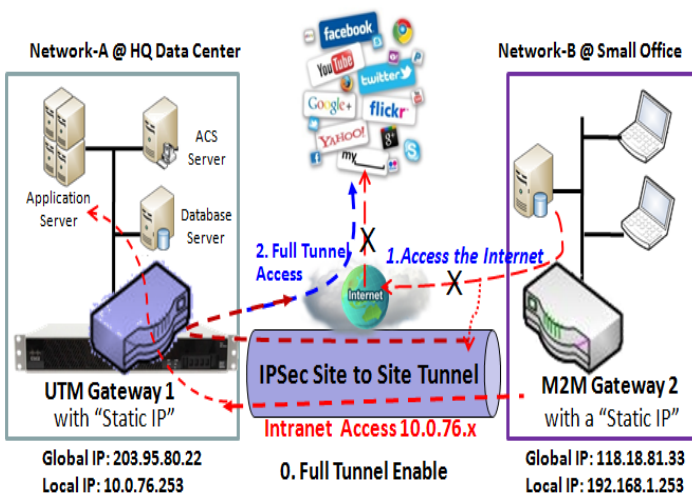 Network-A @ HQ Data Center
Network-B @ Small Office
facebook
YouTube
twitter
Google+
flickr
YAHOO!
g+
my
ACS
Server
Application
Server
Database
Server
2. Full Tunnel
Access
X
1.Access the Internet
X
Internet
IPSec Site to Site Tunnel
UTM Gateway 1
with “Static IP”
M2M Gateway 2
with a “Static IP”
Intranet Access 10.0.76.x
Global IP: 203.95.80.22
Local IP: 10.0.76.253
0. Full Tunnel Enable
Global IP: 118.18.81.33
Local IP: 192.168.1.253